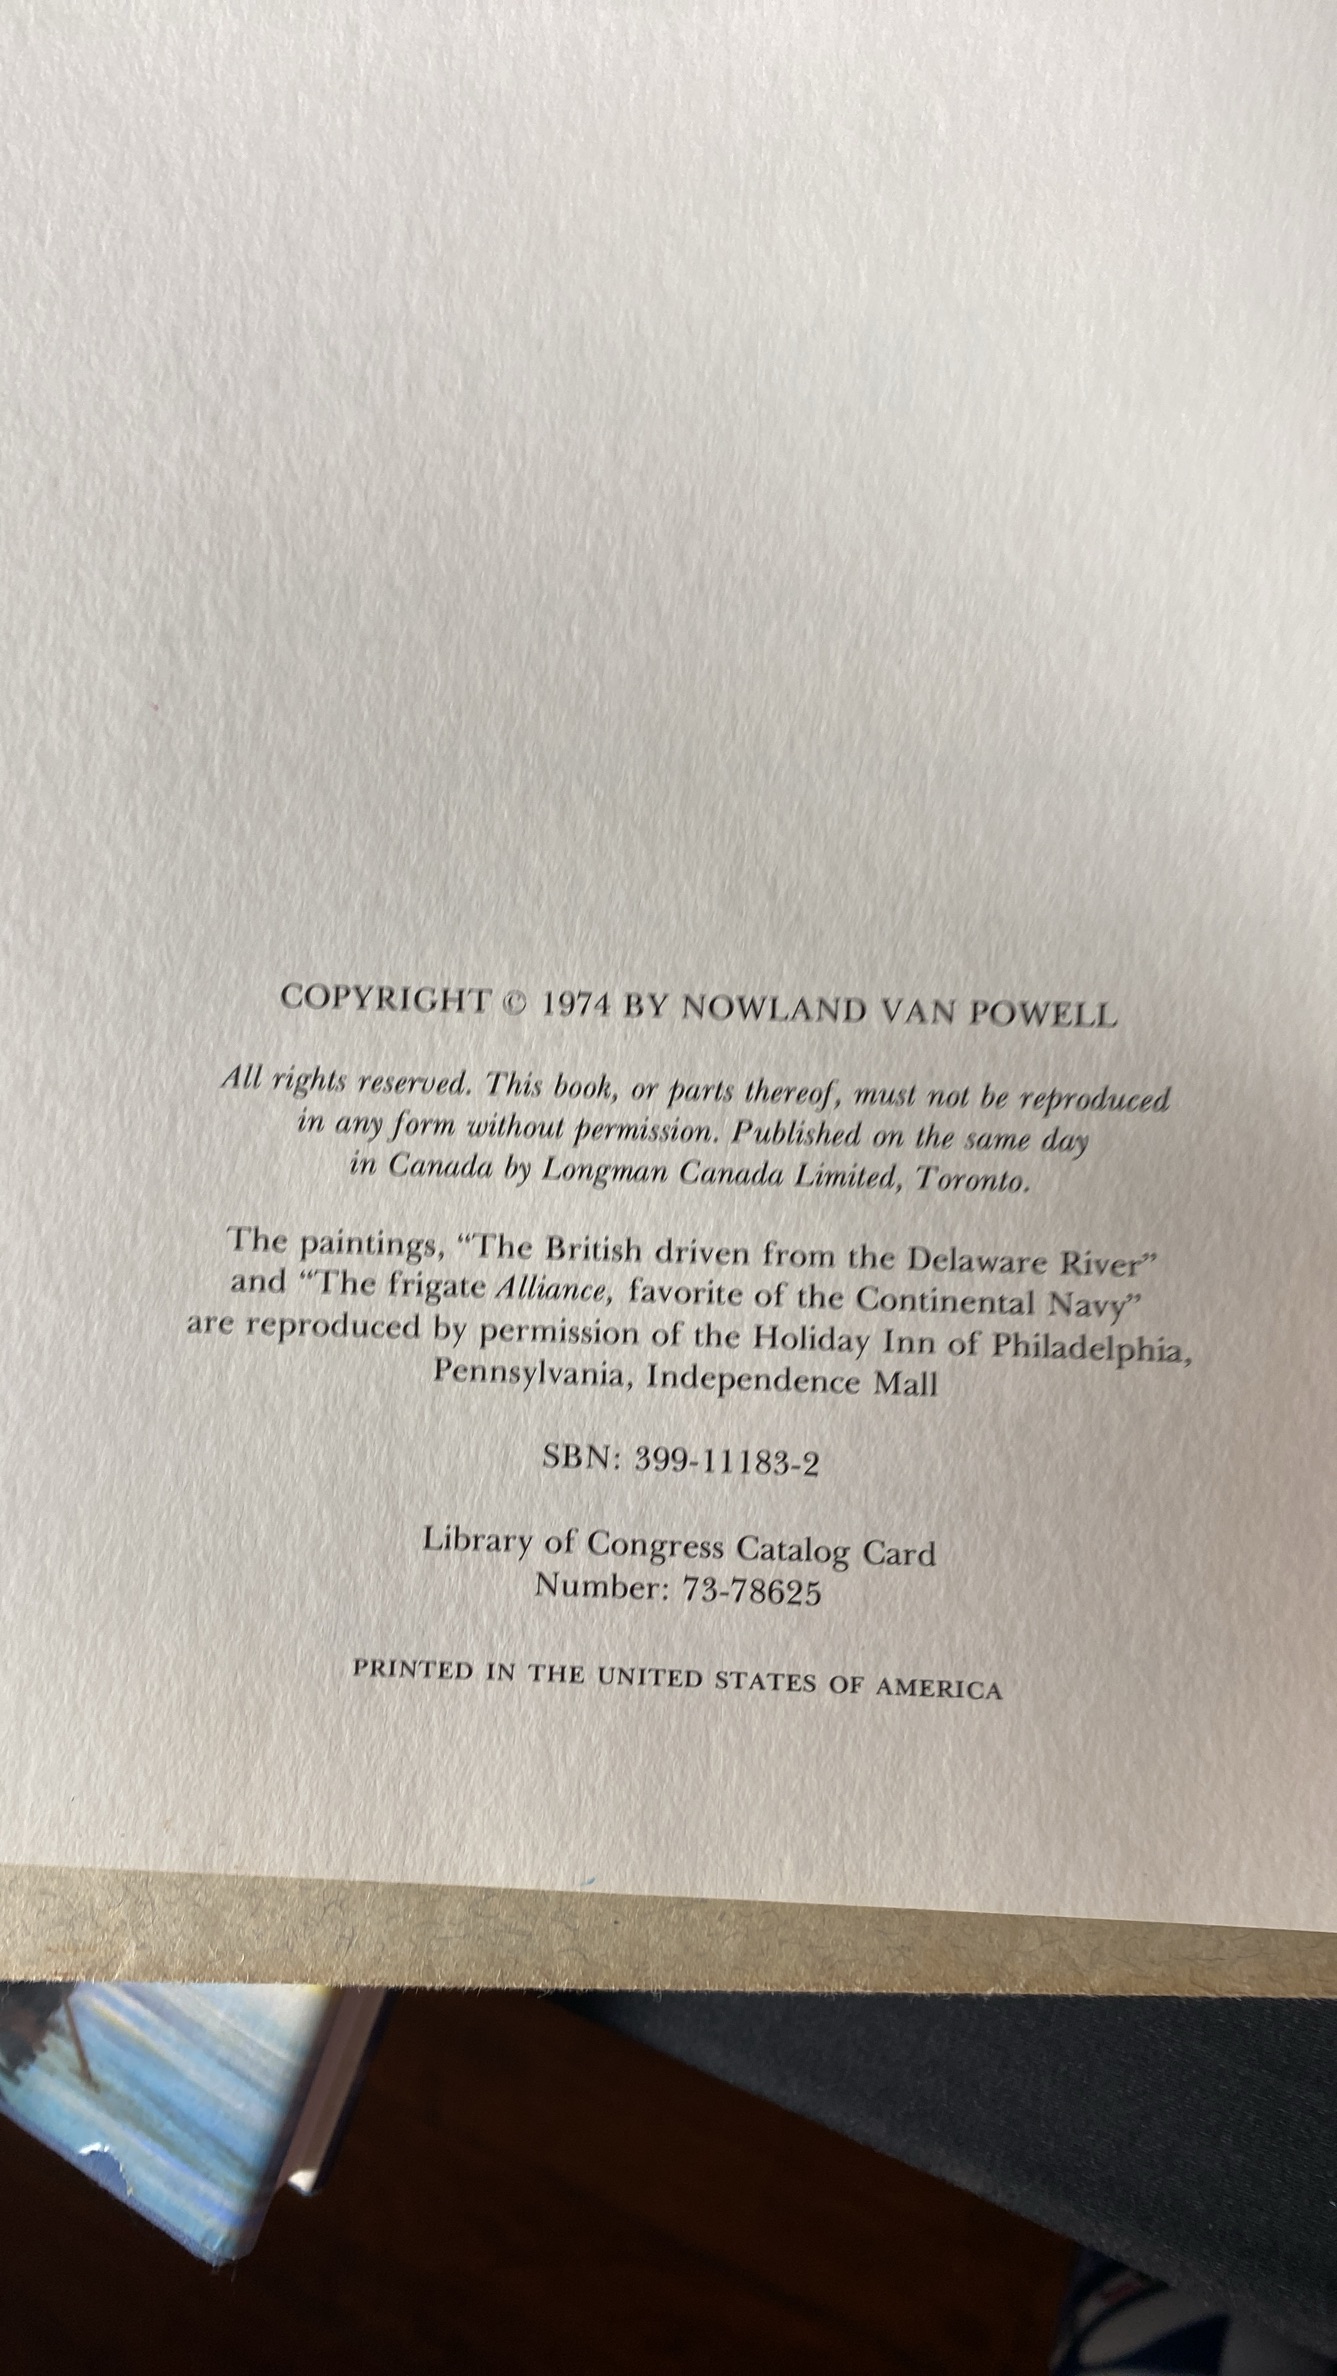 COPYRIGHT © 1974 BY NOWLAND VAN POWELL
All rights reserved. This book, or parts thereof, must not be reproduced
in any form without permission. Published on the same day
in Canada by Longman Canada Limited, Toronto.
The paintings, “The British driven from the Delaware River”
and “The frigate Alliance, favorite of the Continental Navy”
are reproduced by permission of the Holiday Inn of Philadelphia,
Pennsylvania, Independence Mall
SBN: 399-11183-2
Library of Congress Catalog Card
Number: 73-78625
PRINTED IN THE UNITED STATES OF AMERICA